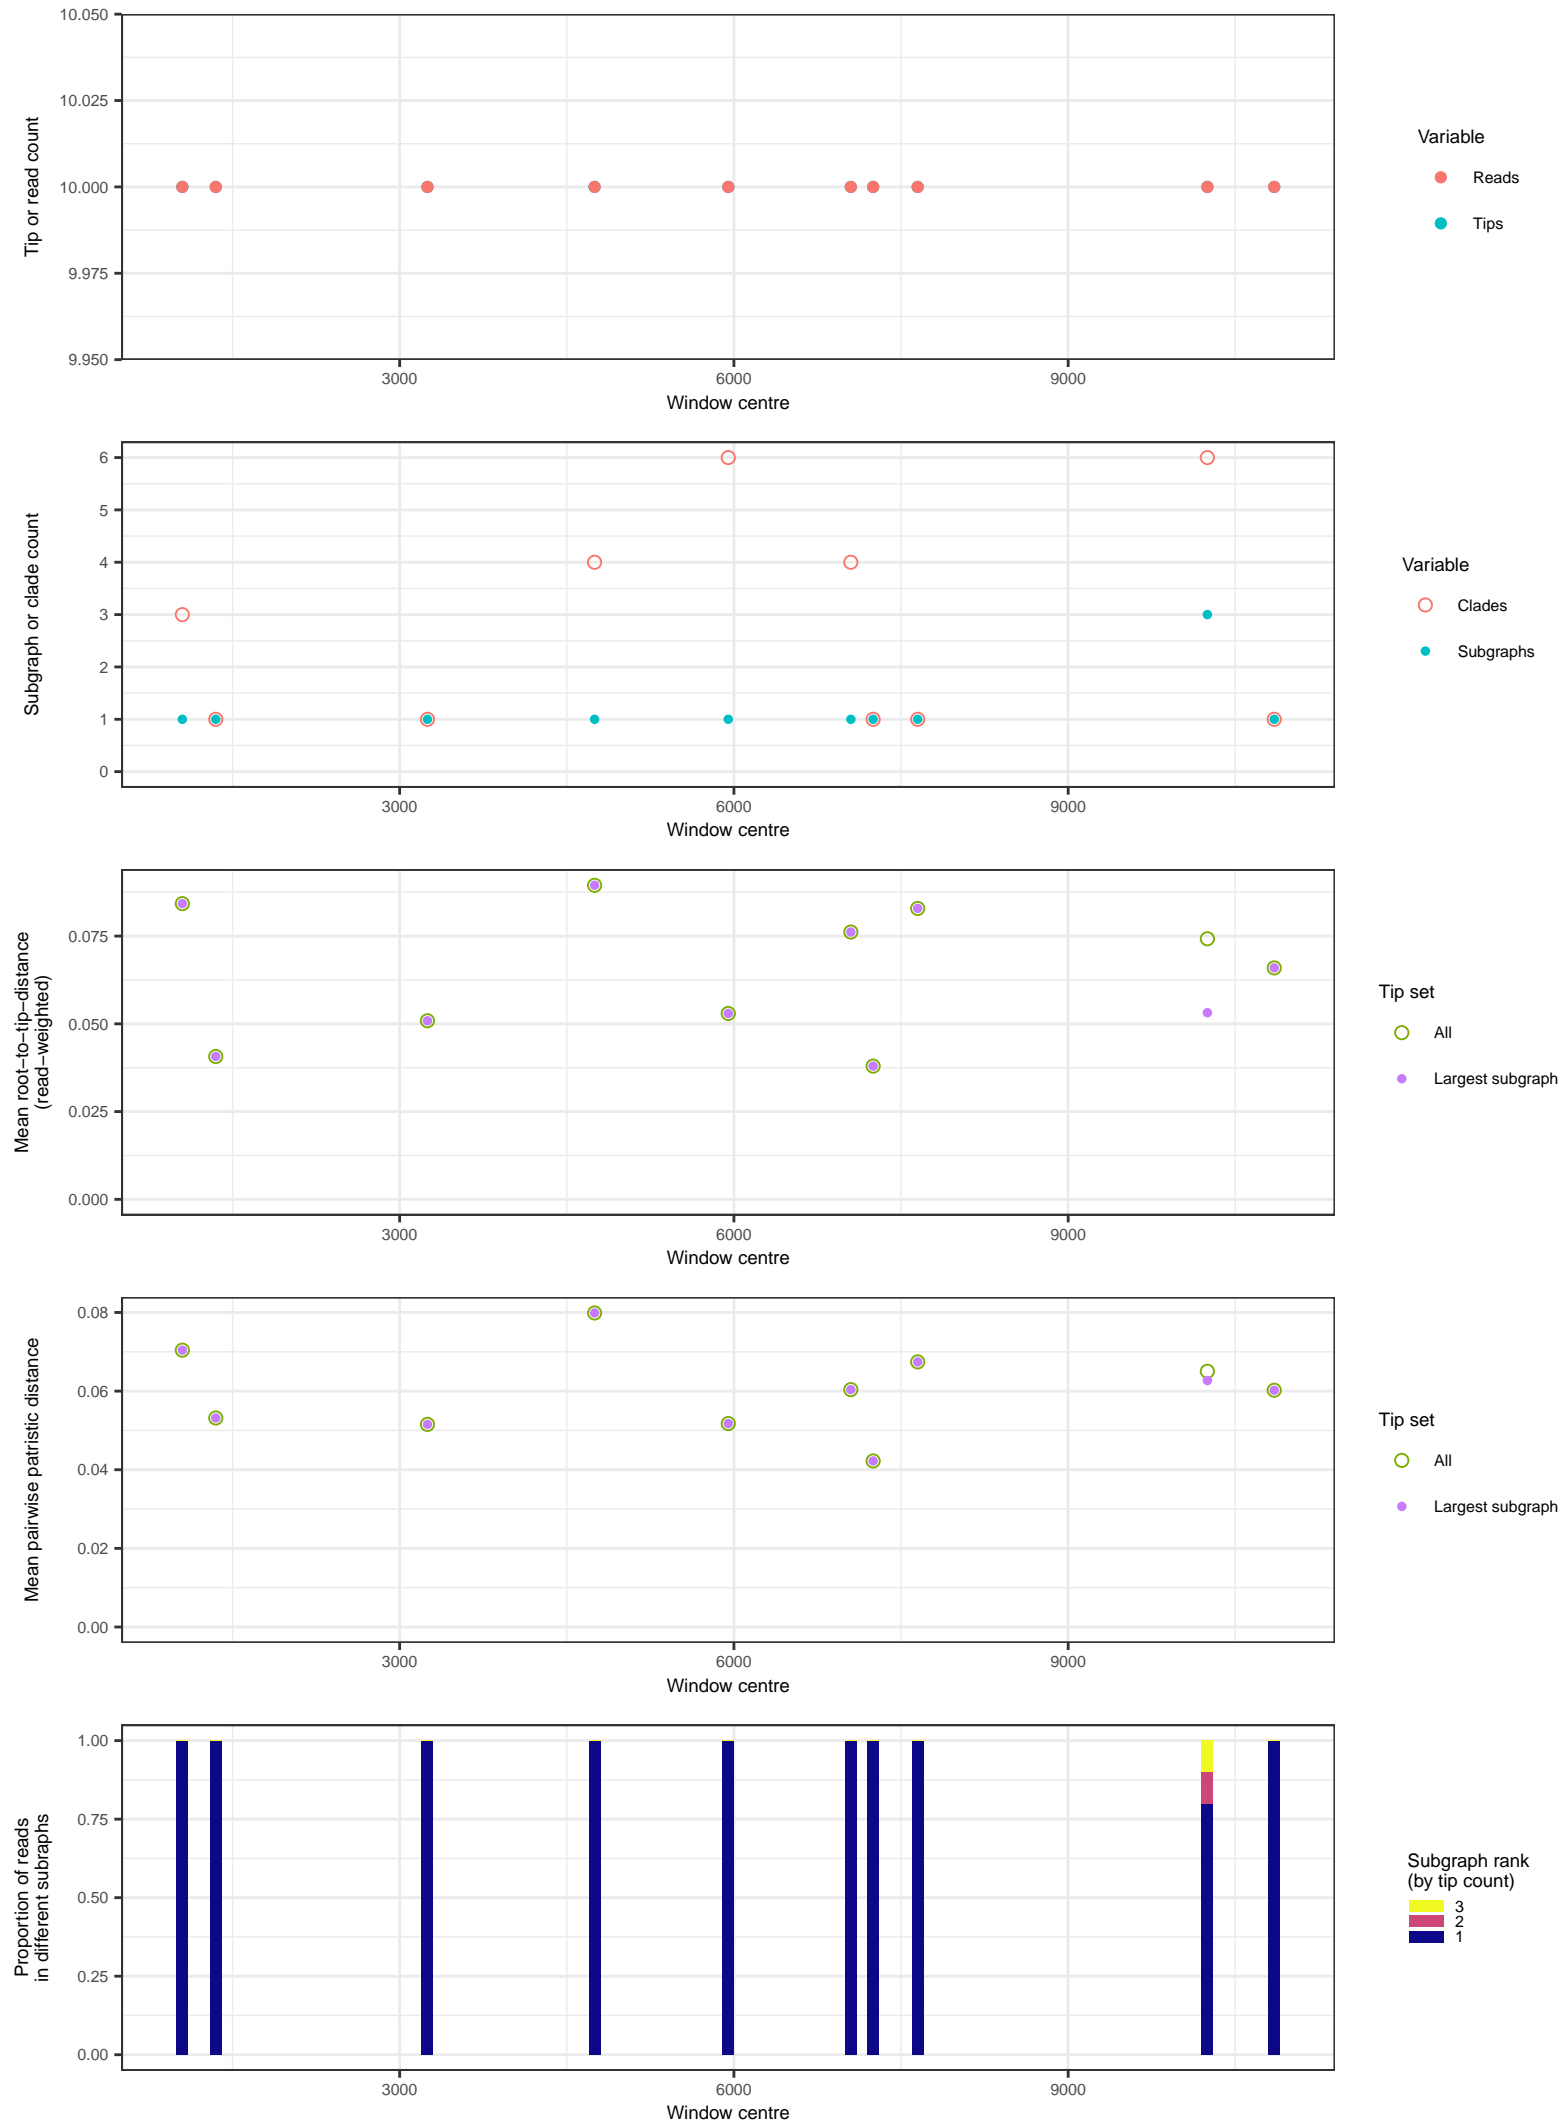 10.050
10.025
10.000
9.975
9.950
Tip or read count
3000
6000
9000
Window centre
Variable
Reads
Tips
6
5
4
3
2
1
0
Subgraph or clade count
3000
6000
9000
Window centre
Variable
Clades
Subgraphs
0.075
0.050
0.025
0.000
Mean root−to−tip−distance
(read−weighted)
3000
6000
9000
Window centre
Tip set
All
Largest subgraph
0.08
0.06
0.04
0.02
0.00
Mean pairwise patristic distance
3000
6000
9000
Window centre
Tip set
All
Largest subgraph
1.00
0.75
0.50
0.25
0.00
Proportion of reads
in different subraphs
3000
6000
9000
Window centre
Subgraph rank
(by tip count)
3
2
1